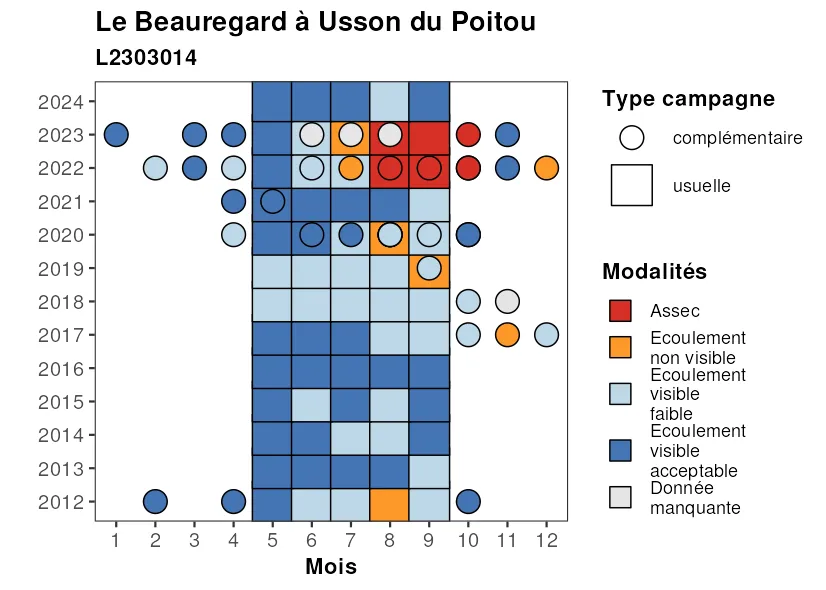 Le Beauregard à Usson du Poitou
L2303014
2024
2023
2022
2021
2020
2019
2018
2017
2016
2015
2014
2013
2012
1 2 3 4 5 6 7 8 9 10 11 12
Mois
Type campagne
complémentaire
usuelle
Modalités
Assec
Ecoulement
non visible
Ecoulement
visible
faible
Ecoulement
visible
acceptable
Donnée
manquante